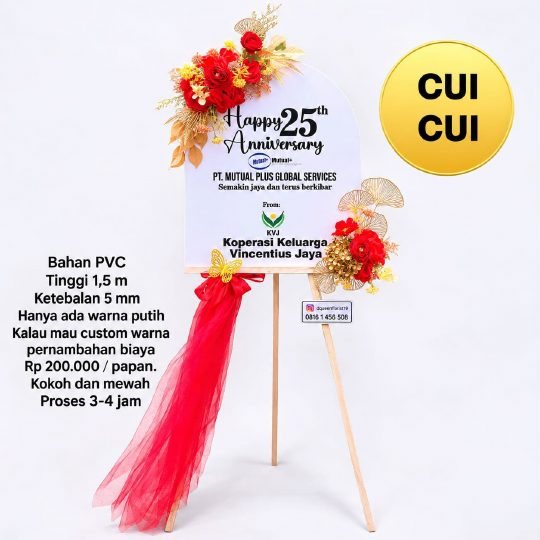 CUI
CUI
Happy 25th
Anniversary
Mutual+ Mutual+
PT. MUTUAL PLUS GLOBAL SERVICES
Semakin jaya dan terus berkibar
From:
KVJ
Koperasi Keluarga
Vincentius Jaya
Bahan PVC
Tinggi 1,5 m
Ketebalan 5 mm
Hanya ada warna putih
Kalau mau custom warna
pernambahan biaya
Rp 200.000 / papan.
Kokoh dan mewah
Proses 3-4 jam
0816 1 456 508